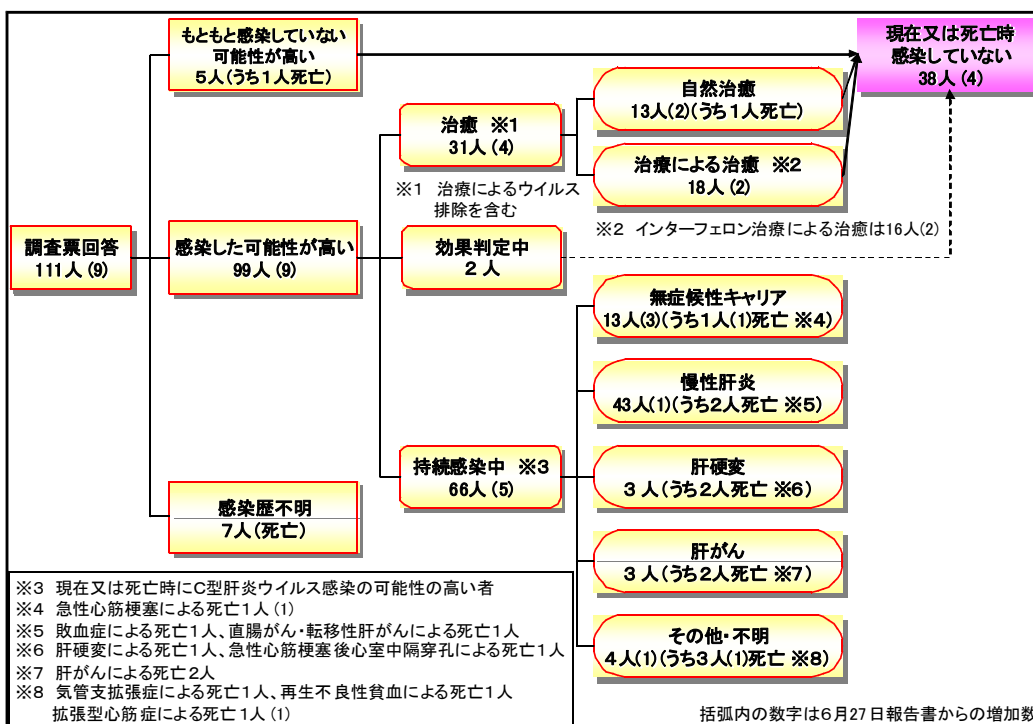 もともと感染していない
可能性が高い
5人(うち1人死亡)
現在又は死亡時
感染していない
38人(4)
自然治癒
13人(2)(うち1人死亡)
治癒 ※1
31人(4)
治療による治癒 ※2
18人(2)
※1 治療によるウイルス
排除を含む
※2 インターフェロン治療による治癒は16人(2)
調査票回答
111人(9)
感染した可能性が高い
99人(9)
効果判定中
2人
無症候性キャリア
13人(3)(うち1人(1)死亡 ※4)
慢性肝炎
43人(1)(うち2人死亡 ※5)
持続感染中 ※3
66人(5)
肝硬変
3人(うち2人死亡 ※6)
感染歴不明
7人(死亡)
肝がん
3人(うち2人死亡 ※7)
その他・不明
4人(1)(うち3人(1)死亡 ※8)
※3 現在又は死亡時にC型肝炎ウイルス感染の可能性の高い者
※4 急性心筋梗塞による死亡1人(1)
※5 敗血症による死亡1人、直腸がん・転移性肝がんによる死亡1人
※6 肝硬変による死亡1人、急性心筋梗塞後心室中隔穿孔による死亡1人
※7 肝がんによる死亡2人
※8 気管支拡張症による死亡1人、再生不良性貧血による死亡1人
拡張型心筋症による死亡1人(1)
括弧内の数字は6月27日報告書からの増加数